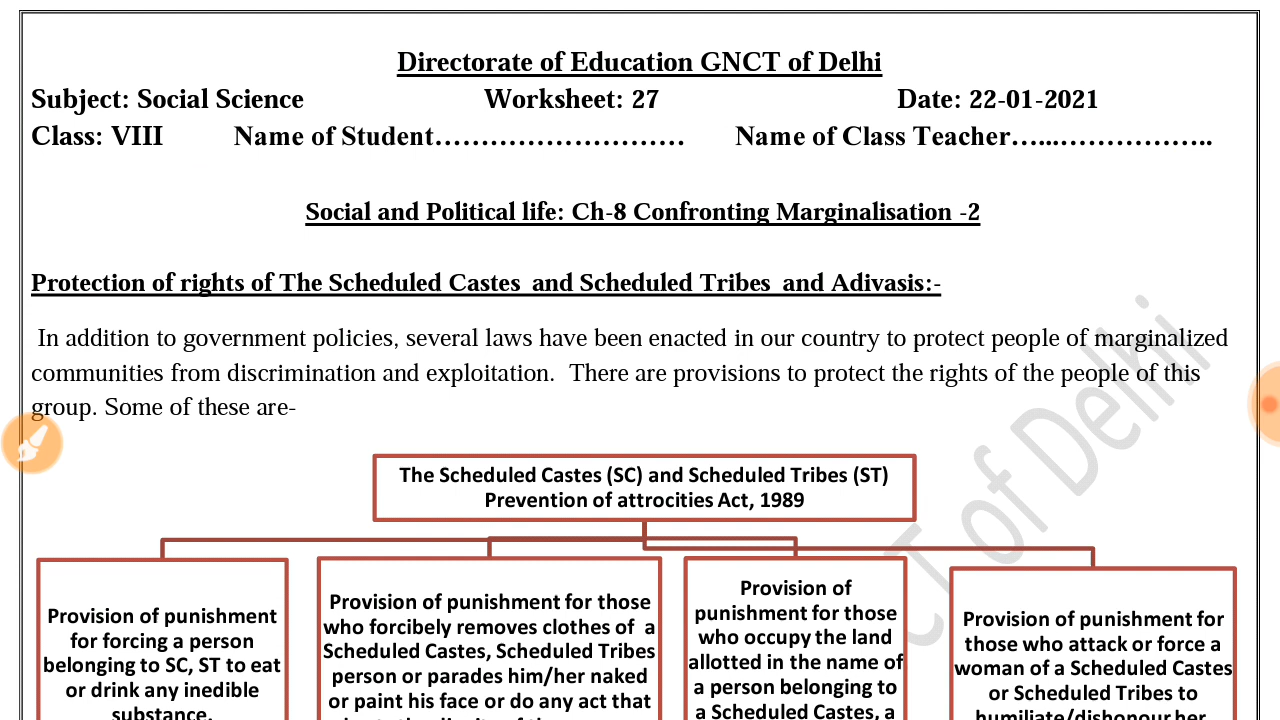 Directorate of Education GNCT of Delhi
Subject: Social Science Worksheet: 27 Date: 22-01-2021
Class: VIII Name of Student……………………… Name of Class Teacher…...……………..
Social and Political life: Ch-8 Confronting Marginalisation -2
Protection of rights of The Scheduled Castes and Scheduled Tribes and Adivasis:-
In addition to government policies, several laws have been enacted in our country to protect people of marginalized
communities from discrimination and exploitation. There are provisions to protect the rights of the people of this
group. Some of these are-
The Scheduled Castes (SC) and Scheduled Tribes (ST)
Prevention of attrocities Act, 1989
Provision of punishment
for forcing a person
belonging to SC, ST to eat
or drink any inedible
substance.
Provision of punishment for those
who forcibely removes clothes of a
Scheduled Castes, Scheduled Tribes
person or parades him/her naked
or paint his face or do any act that
Provision of
punishment for those
who occupy the land
allotted in the name of
a person belonging to
a Scheduled Castes, a
Provision of punishment for
those who attack or force a
woman of a Scheduled Castes
or Scheduled Tribes to
humiliate/dishonour her
CT of Delhi